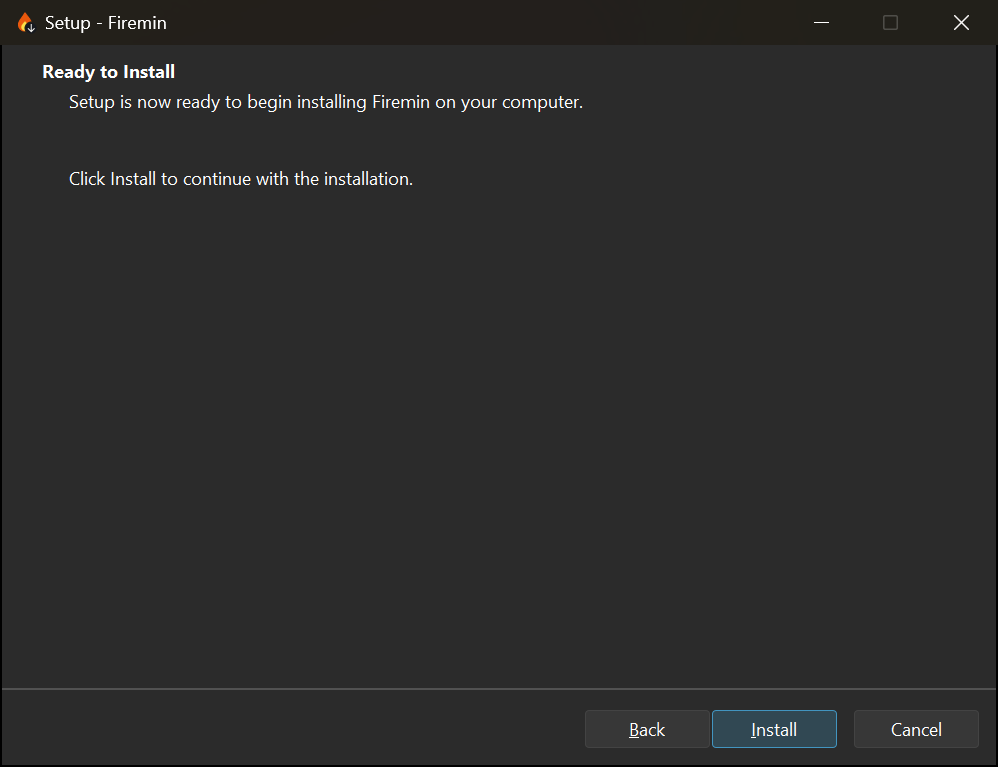 Setup - Firemin
Ready to Install
Setup is now ready to begin installing Firemin on your computer.
Click Install to continue with the installation.
Back
Install
Cancel